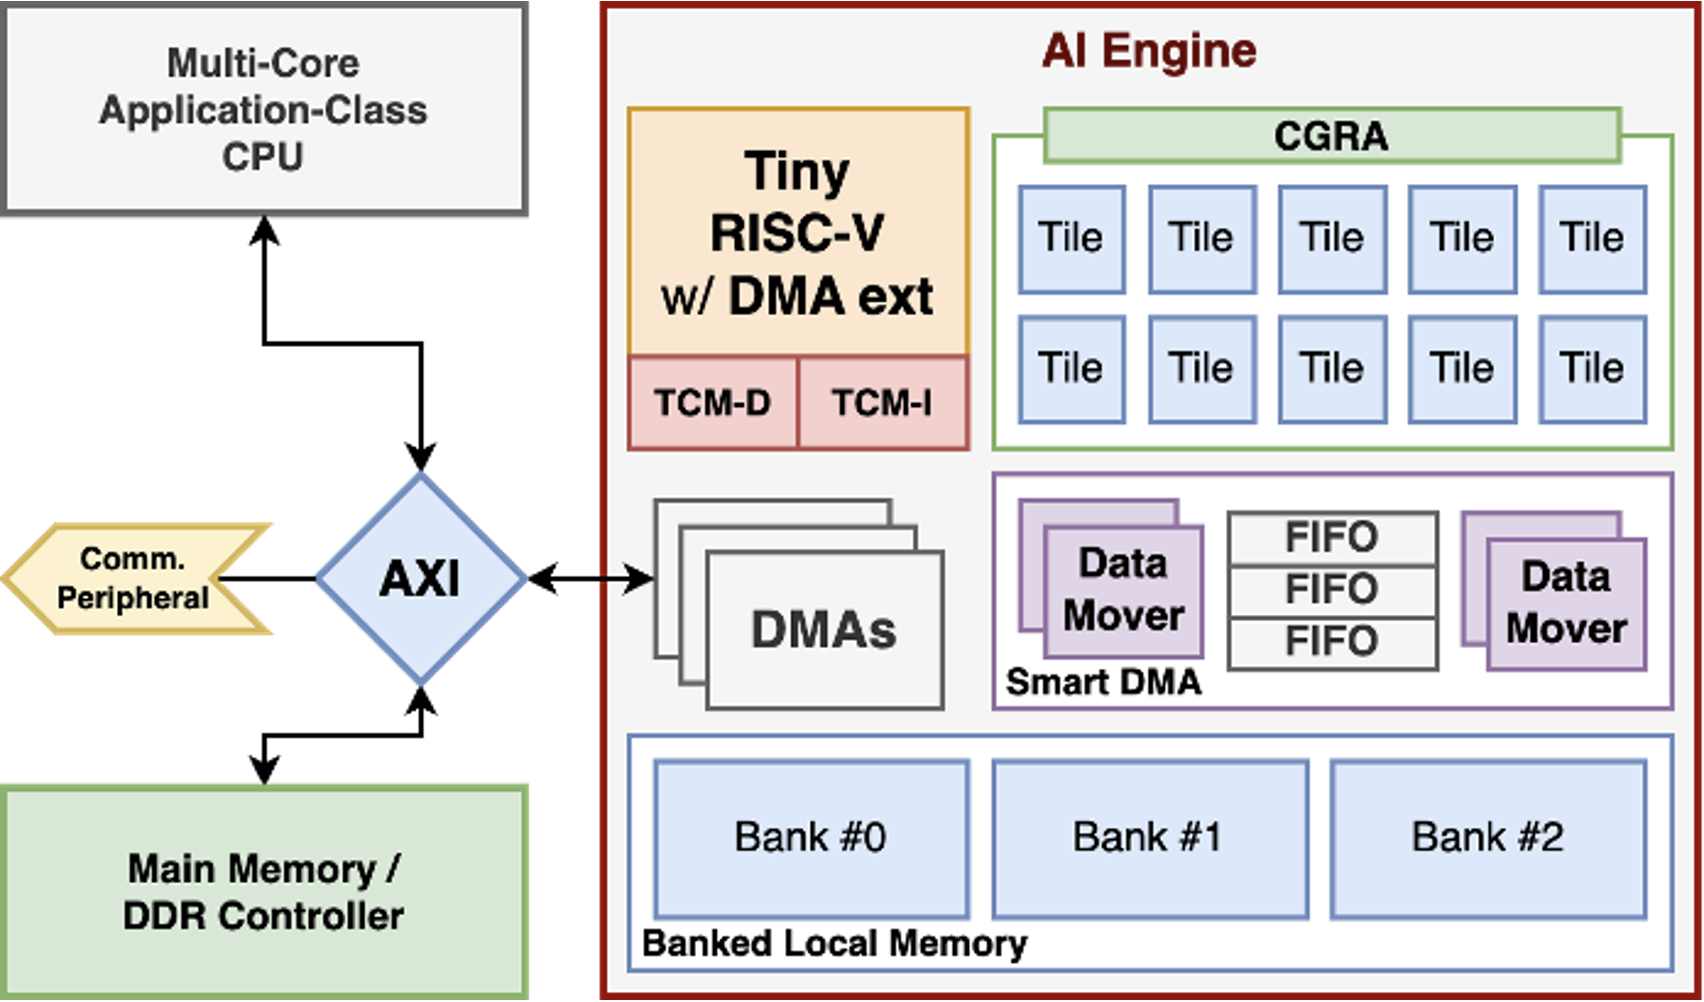 Multi-Core
Application-Class
CPU
AXI
Comm.
Peripheral
Main Memory /
DDR Controller
AI Engine
Tiny
RISC-V
w/ DMA ext
TCM-D
TCM-I
CGRA
Tile
Tile
Tile
Tile
Tile
Tile
Tile
Tile
Tile
Tile
DMAs
Data
Mover
FIFO
FIFO
FIFO
Data
Mover
Smart DMA
Bank #0
Bank #1
Bank #2
Banked Local Memory